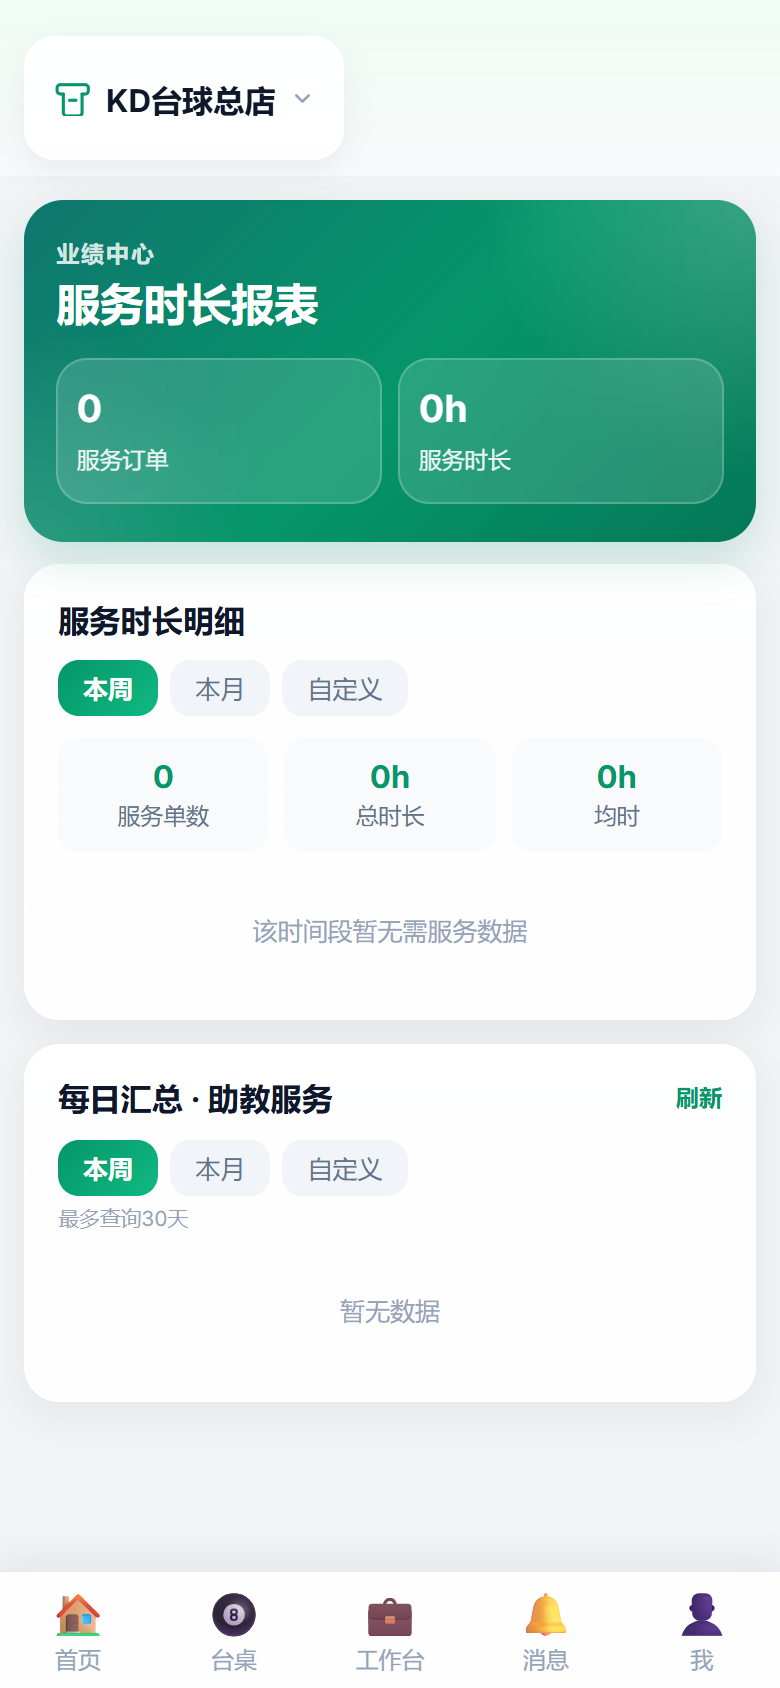 KD台球总店
业绩中心
服务时长报表
0
服务订单
0h
服务时长
服务时长明细
本周
本月
自定义
0
服务单数
0h
总时长
0h
均时
该时间段暂无需服务数据
每日汇总 · 助教服务
刷新
本周
本月
自定义
最多查询30天
暂无数据
8
首页
台桌
工作台
消息
我